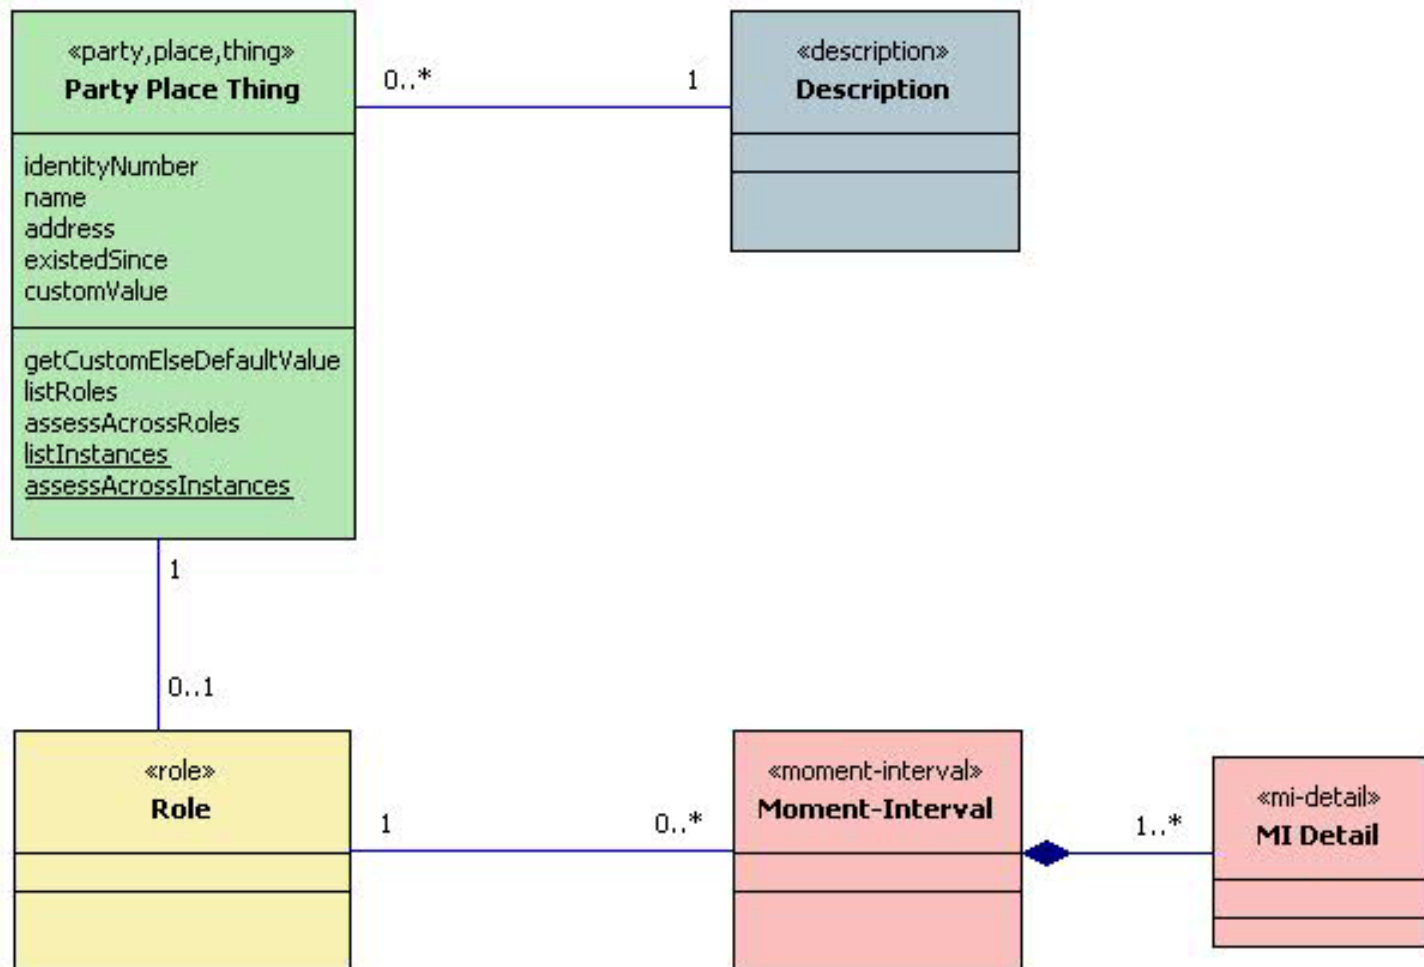 «party,place,thing»
Party Place Thing
identityNumber
name
address
existedSince
customValue
getCustomElseDefaultValue
listRoles
assessAcrossRoles
listInstances
assessAcrossInstances
0..*
1
«description»
Description
1
0..1
«role»
Role
1
0..*
«moment-interval»
Moment-Interval
1..*
«mi-detail»
MI Detail